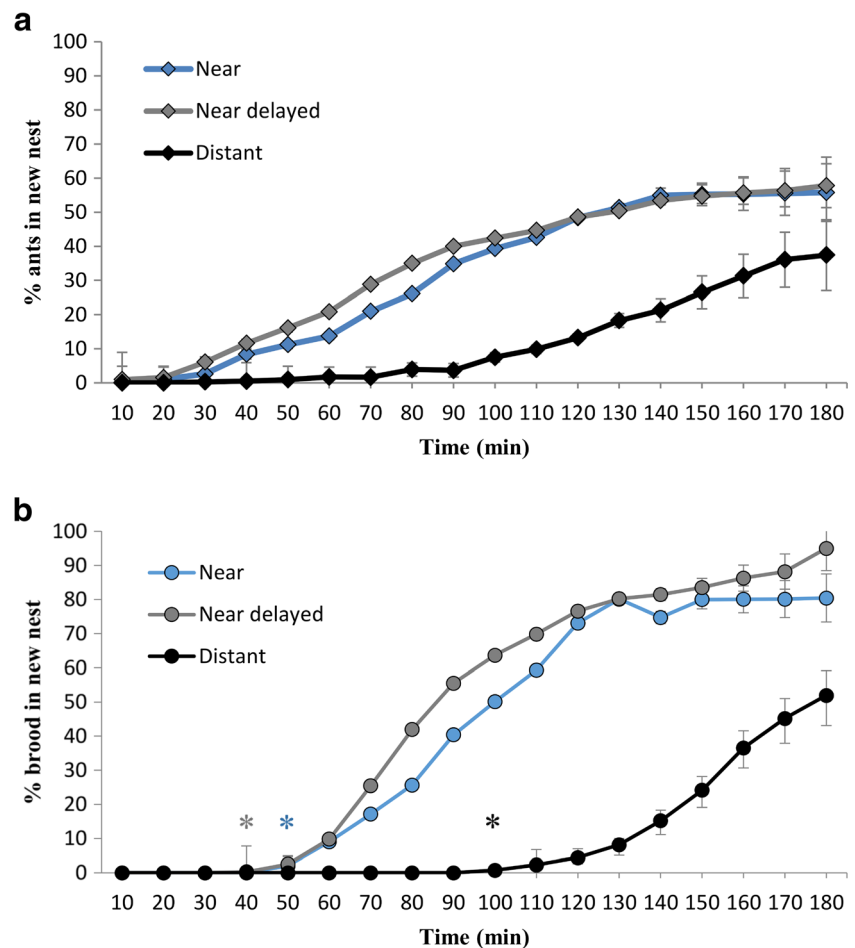 a
100
90
80
70
60
50
40
30
20
10
0
% ants in new nest
Near
Near delayed
Distant
10 20 30 40 50 60 70 80 90 100 110 120 130 140 150 160 170 180
Time (min)
b
100
90
80
70
60
50
40
30
20
10
0
% brood in new nest
Near
Near delayed
Distant
* * *
10 20 30 40 50 60 70 80 90 100 110 120 130 140 150 160 170 180
Time (min)